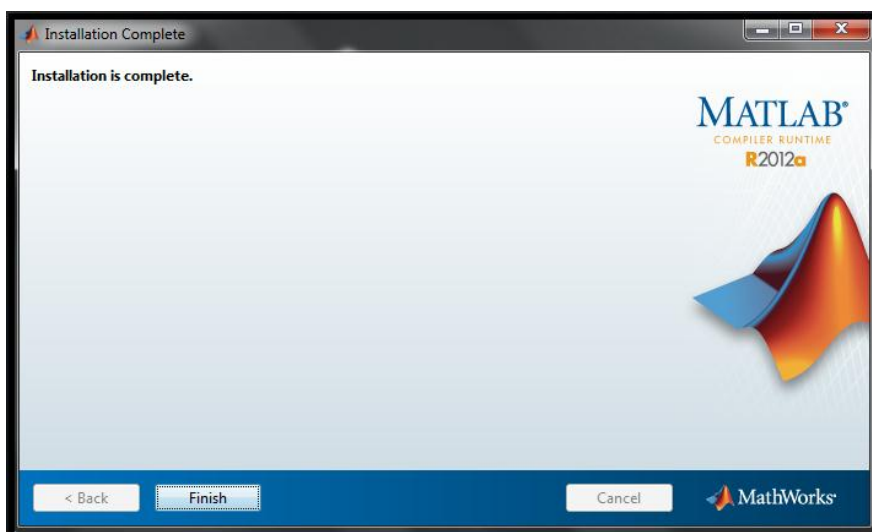 Installation Complete
Installation is complete.
MATLAB®
COMPILER RUNTIME
R2012a
< Back
Finish
Cancel
MathWorks®